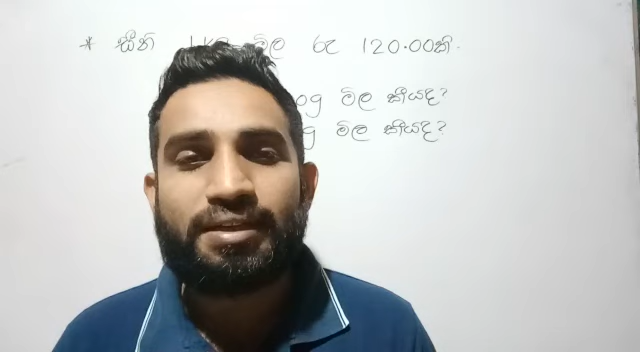 * සීනි 1kg මිල රු 120.00කි.
මිල කීයද?
g මිල කීයද?